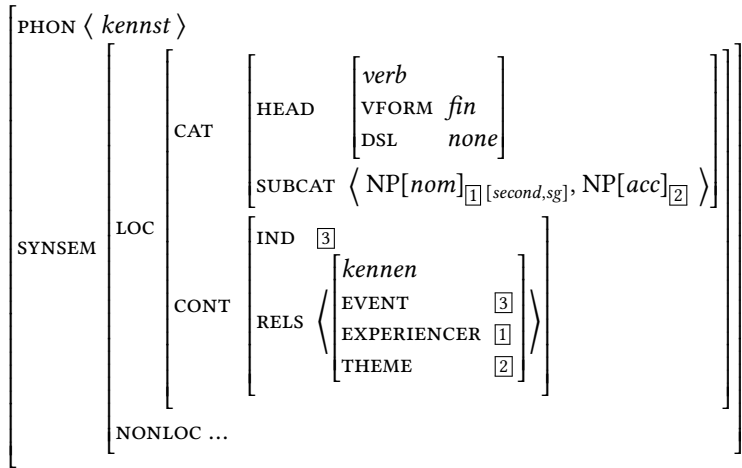 PHON ⟨ kennst ⟩
verb
HEAD VFORM fin
CAT DSL none
SUBCAT ⟨ NP[nom]1 [second,sg], NP[acc]2 ⟩
SYNSEM LOC IND 3
kennen
CONT RELS ⟨ EVENT 3 ⟩
EXPERIENCER 1
THEME 2
NONLOC ...